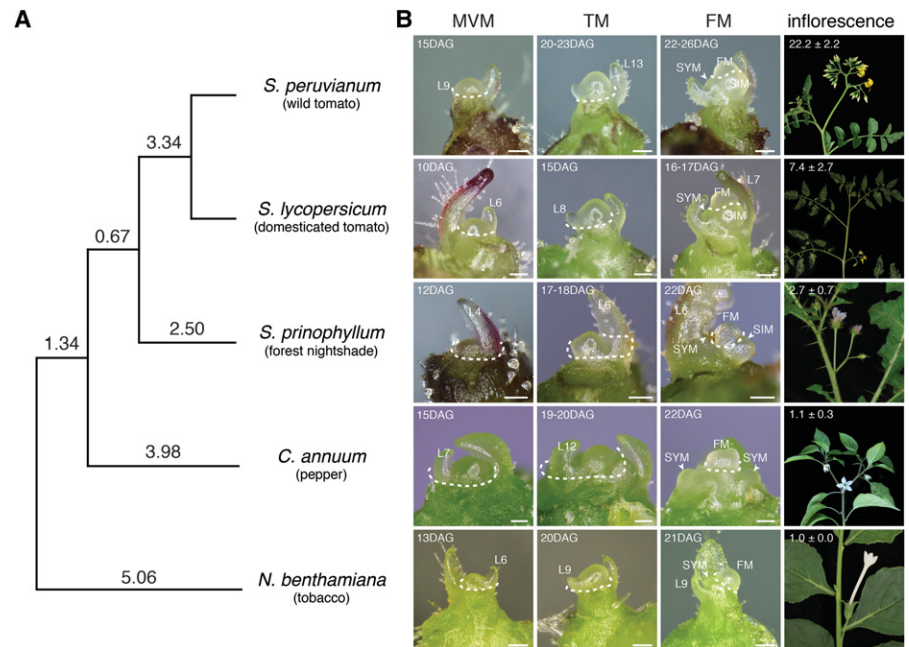 A
3.34
0.67
1.34
2.50
3.98
5.06
S. peruvianum
(wild tomato)
S. lycopersicum
(domesticated tomato)
S. prinophyllum
(forest nightshade)
C. annuum
(pepper)
N. benthamiana
(tobacco)
B
MVM TM FM inflorescence
15DAG L9
20-23DAG L13
22-26DAG SYM FM SIM
22.2 ± 2.2
10DAG L6
15DAG L8
16-17DAG SYM FM L7 SIM
7.4 ± 2.7
12DAG L4
17-18DAG L6
22DAG L6 FM SYM SIM
2.7 ± 0.7
15DAG L7
19-20DAG L12
22DAG SYM FM SYM
1.1 ± 0.3
13DAG L6
20DAG L9
21DAG SYM FM L9
1.0 ± 0.0